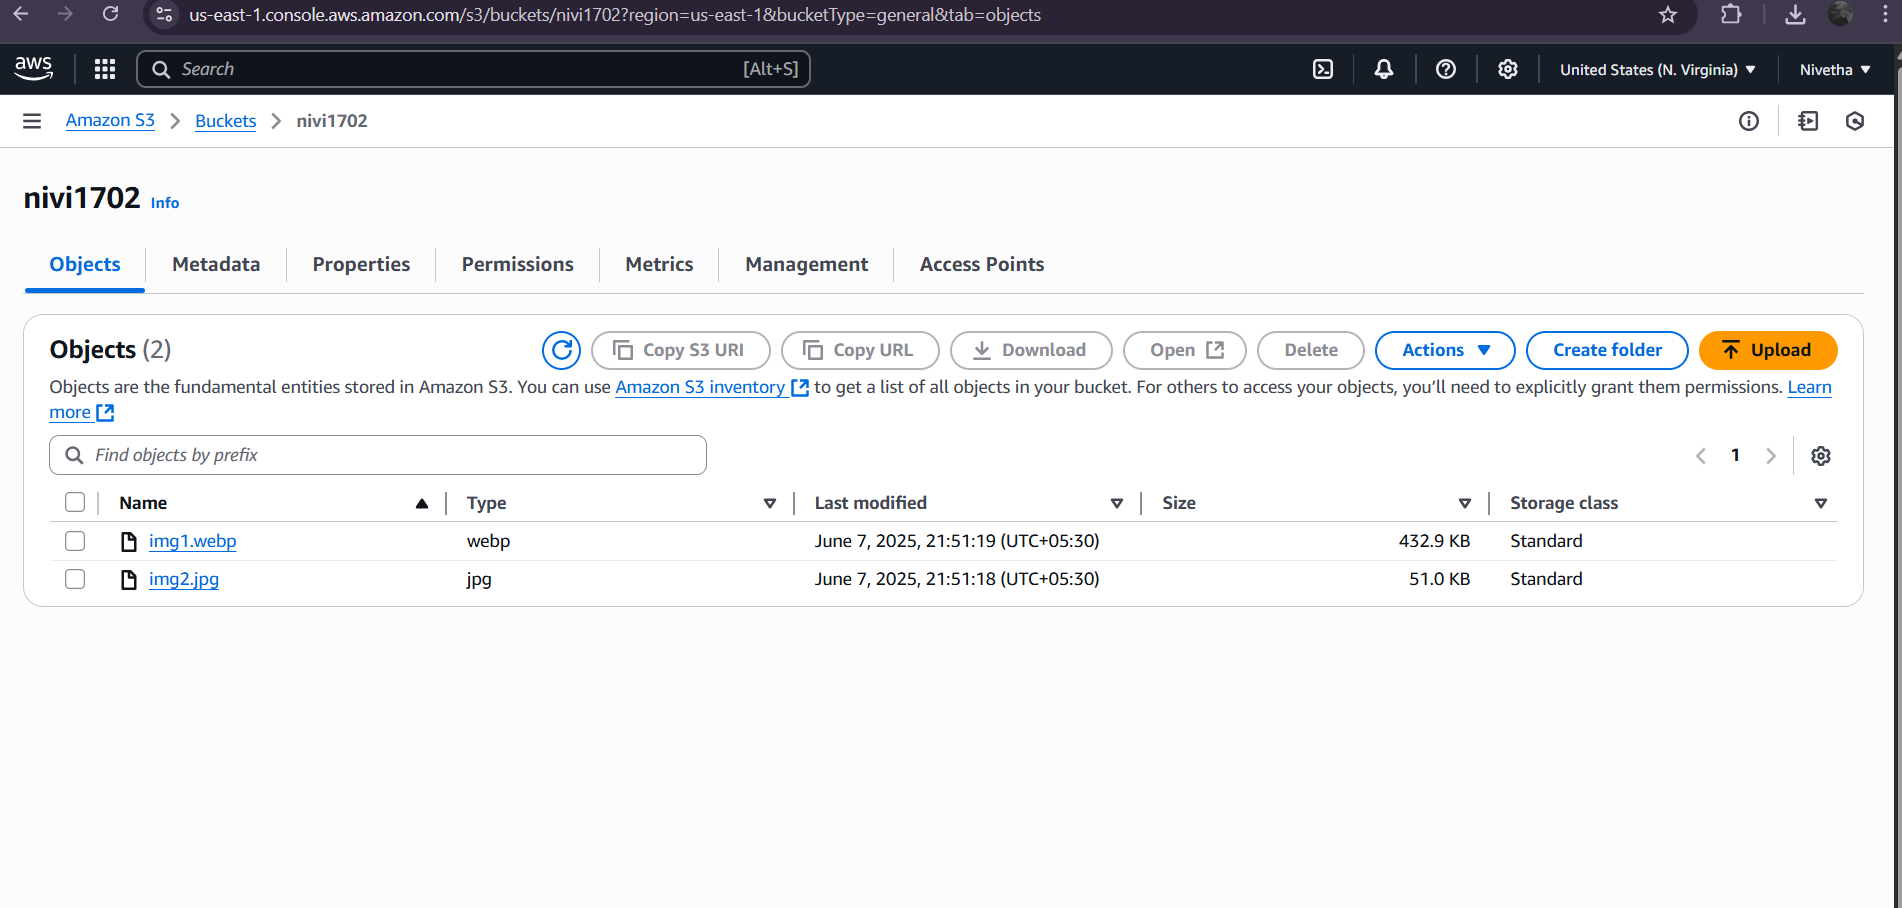 us-east-1.console.aws.amazon.com/s3/buckets/nivi1702?region=us-east-1&bucketType=general&tab=objects
aws Search [Alt+S] United States (N. Virginia) Nivetha
Amazon S3 Buckets nivi1702
nivi1702 Info
Objects Metadata Properties Permissions Metrics Management Access Points
Objects (2) Copy S3 URI Copy URL Download Open Delete Actions Create folder Upload
Objects are the fundamental entities stored in Amazon S3. You can use Amazon S3 inventory to get a list of all objects in your bucket. For others to access your objects, you’ll need to explicitly grant them permissions. Learn
more
Find objects by prefix 1
Name Type Last modified Size Storage class
img1.webp webp June 7, 2025, 21:51:19 (UTC+05:30) 432.9 KB Standard
img2.jpg jpg June 7, 2025, 21:51:18 (UTC+05:30) 51.0 KB Standard